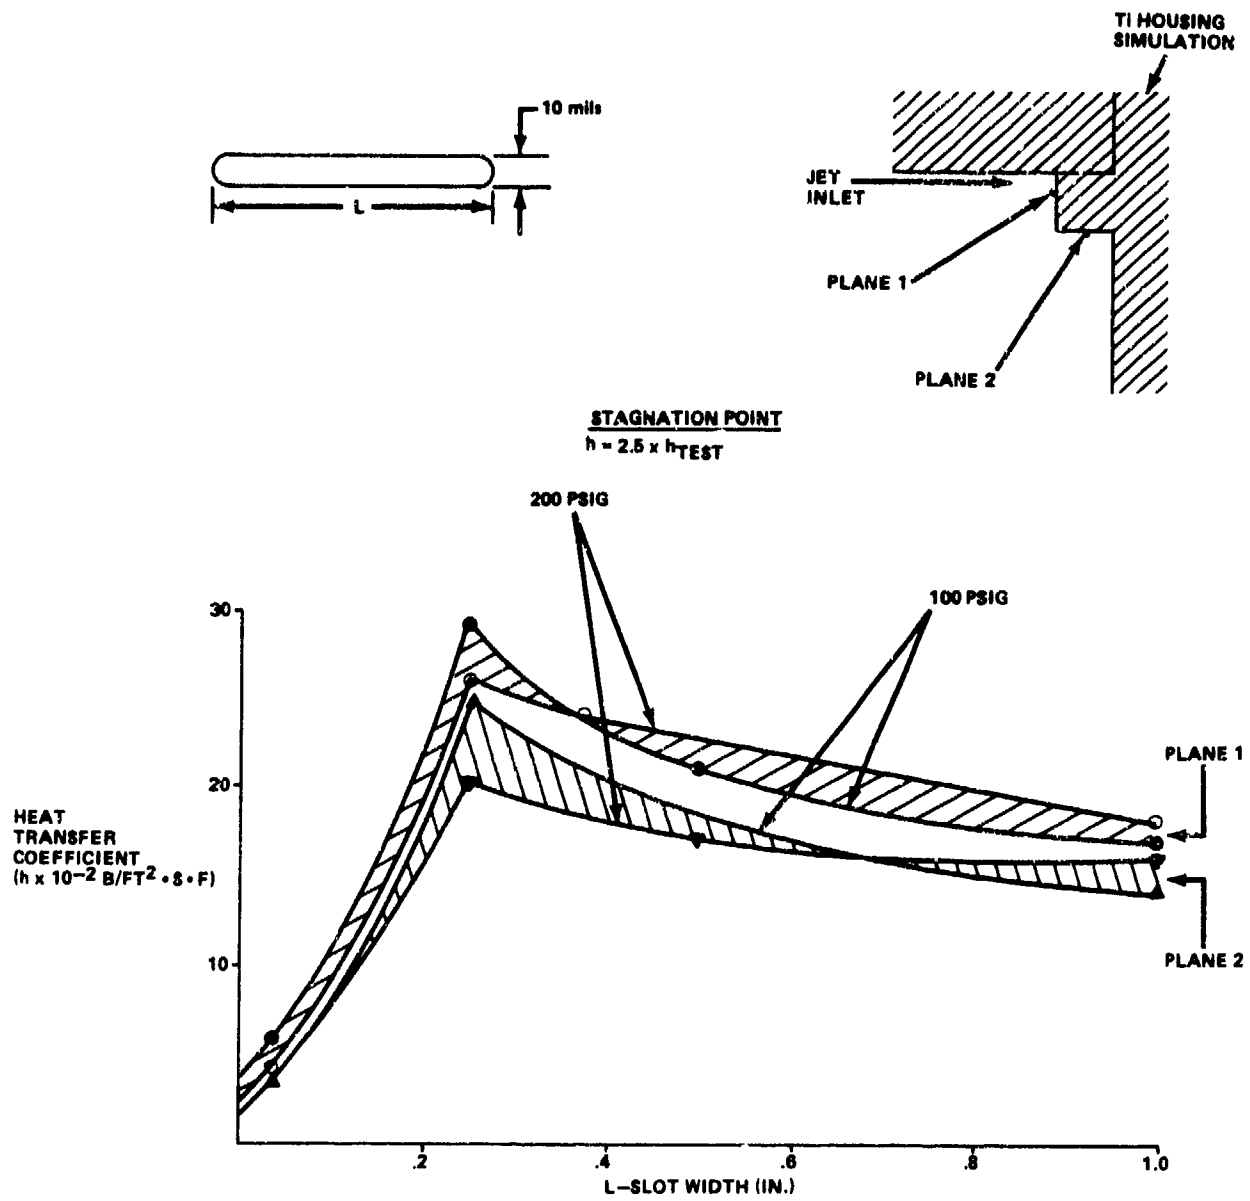 TI HOUSING
SIMULATION
10 mils
L
JET
INLET
PLANE 1
PLANE 2
STAGNATION POINT
h = 2.5 x hTEST
200 PSIG
100 PSIG
30
20
10
HEAT
TRANSFER
COEFFICIENT
(h x 10⁻² B/FT² • S • F)
PLANE 1
PLANE 2
.2
.4
.6
.8
1.0
L-SLOT WIDTH (IN.)